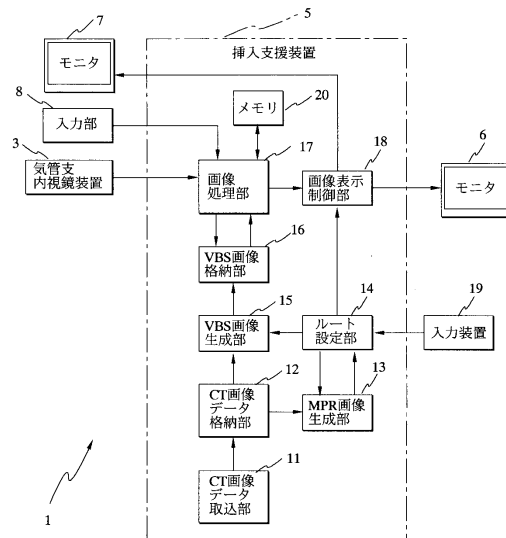 7
5
モニタ
挿入支援装置
8
入力部
メモリ
20
3
気管支
内視鏡装置
17
画像
処理部
18
画像表示
制御部
6
モニタ
16
VBS画像
格納部
15
VBS画像
生成部
14
ルート
設定部
19
入力装置
12
CT画像
データ
格納部
13
MPR画像
生成部
11
CT画像
データ
取込部
1